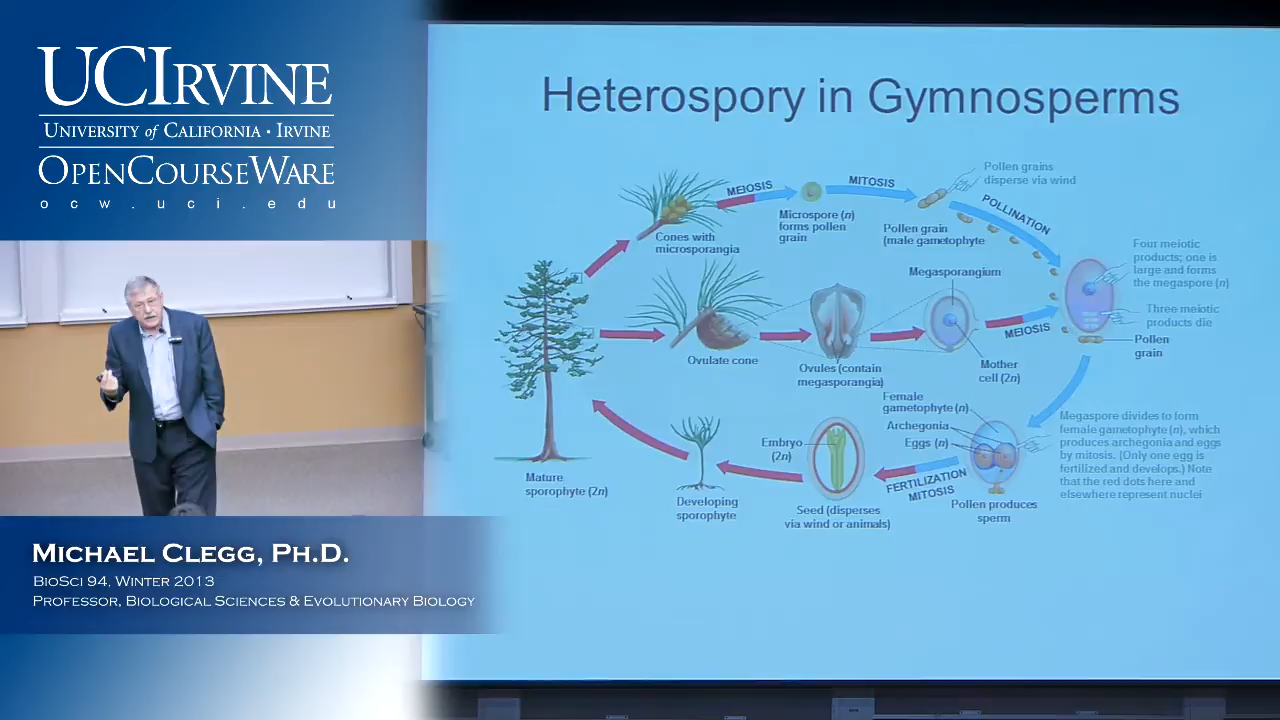 UCIRVINE
UNIVERSITY of CALIFORNIA • IRVINE
OPENCOURSEWARE
ocw.uci.edu
MICHAEL CLEGG, PH.D.
BIOSCI 94, WINTER 2013
PROFESSOR, BIOLOGICAL SCIENCES & EVOLUTIONARY BIOLOGY
Heterospory in Gymnosperms
Pollen grains
disperse via wind
MEIOSIS
MITOSIS
POLLINATION
Cones with
microsporangia
Microspore (n)
forms pollen
grain
Pollen grain
(male gametophyte
Four meiotic
products; one is
large and forms
the megaspore (n)
Megasporangium
Three meiotic
products die
MEIOSIS
Pollen
grain
Ovulate cone
Ovules (contain
megasporangia)
Mother
cell (2n)
Female
gametophyte (n)
Archegonia
Eggs (n)
Megaspore divides to form
female gametophyte (n), which
produces archegonia and eggs
by mitosis. (Only one egg is
fertilized and develops.) Note
that the red dots here and
elsewhere represent nuclei
Embryo
(2n)
FERTILIZATION
MITOSIS
Mature
sporophyte (2n)
Developing
sporophyte
Seed (disperses
via wind or animals)
Pollen produces
sperm